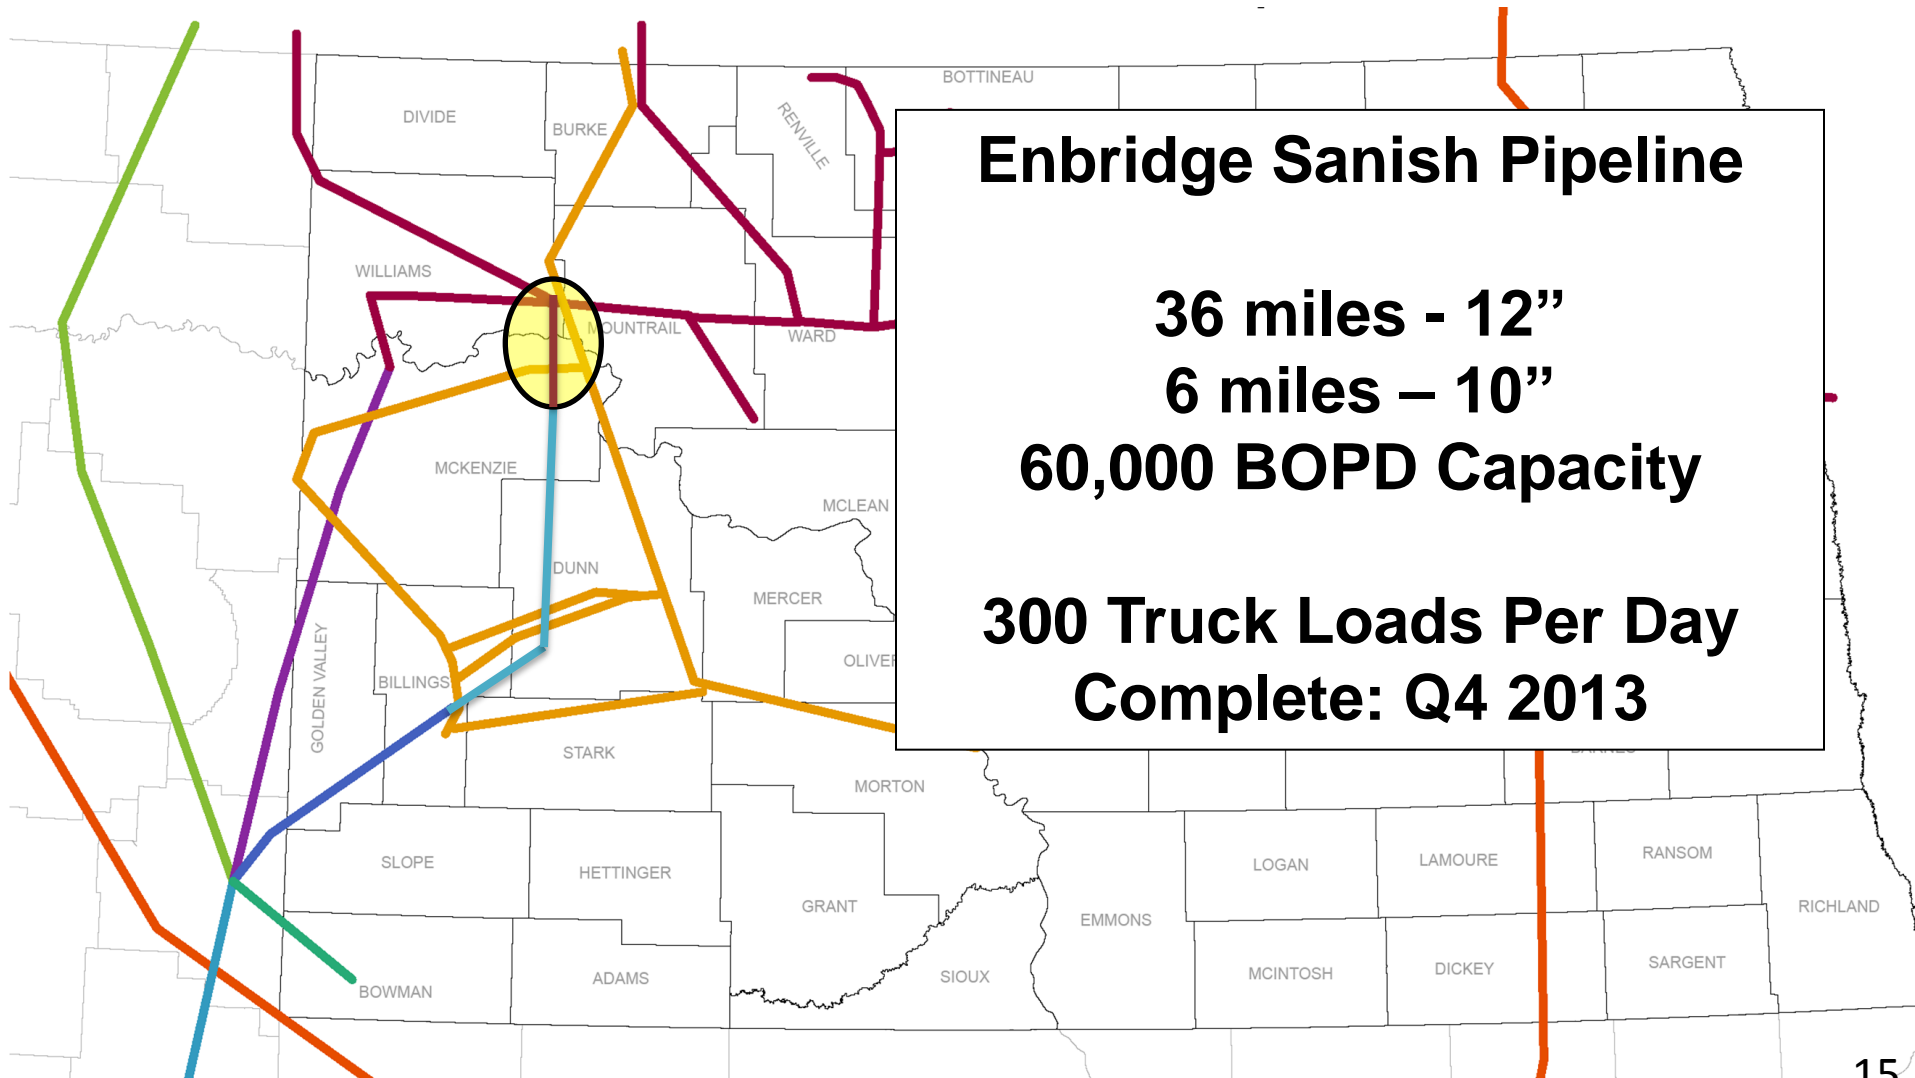 BOTTINEAU
DIVIDE
BURKE
RENVILLE
Enbridge Sanish Pipeline
36 miles - 12”
6 miles – 10”
60,000 BOPD Capacity
300 Truck Loads Per Day
Complete: Q4 2013
WILLIAMS
MOUNTRAIL
WARD
MCKENZIE
MCLEAN
DUNN
MERCER
GOLDEN VALLEY
BILLINGS
OLIVER
STARK
MORTON
SLOPE
HETTINGER
GRANT
LOGAN
LAMOURE
RANSOM
RICHLAND
EMMONS
BOWMAN
ADAMS
SIOUX
MCINTOSH
DICKEY
SARGENT
15